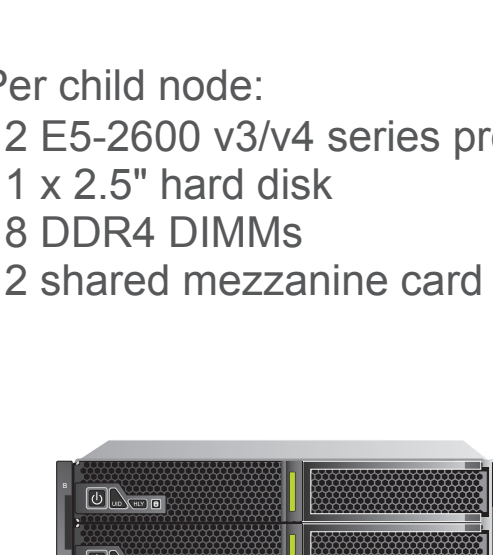 Per child node:
2 E5-2600 v3/v4 series
1 x 2.5" hard disk
8 DDR4 DIMMs
2 shared mezzanine card
B
UID HLY